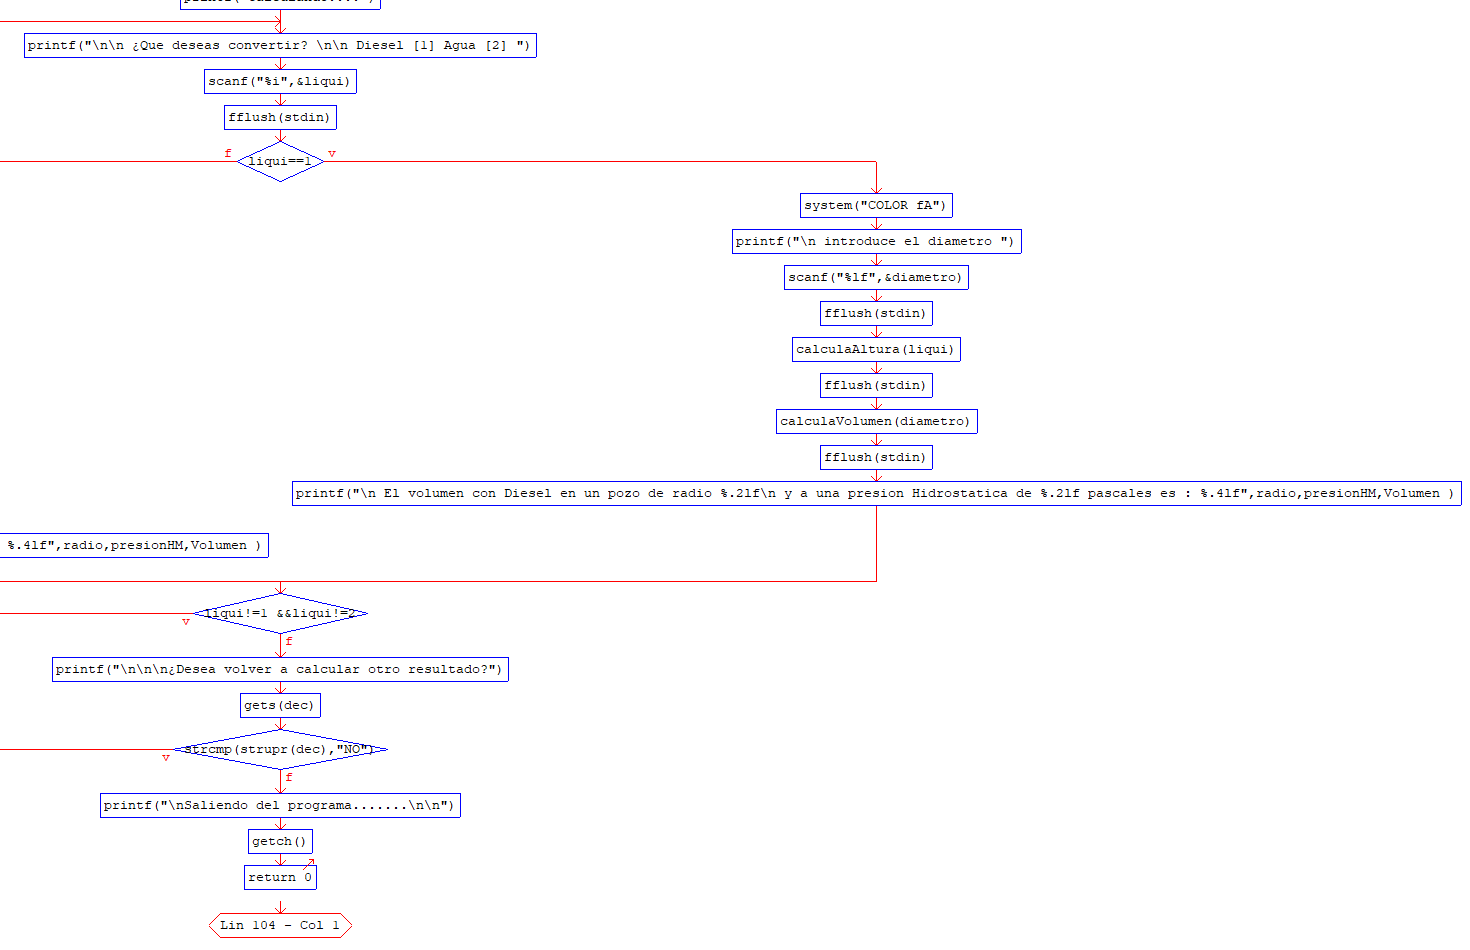 printf("\n\n ¿Que deseas convertir? \n\n Diesel [1] Agua [2] ")
scanf("%i",&liqui)
fflush(stdin)
f
liqui==1
v
system("COLOR fA")
printf("\n introduce el diametro ")
scanf("%lf",&diametro)
fflush(stdin)
calculaAltura(liqui)
fflush(stdin)
calculaVolumen(diametro)
fflush(stdin)
printf("\n El volumen con Diesel en un pozo de radio %.2lf\n y a una presion Hidrostatica de %.2lf pascales es : %.4lf",radio,presionHM,Volumen )
%.4lf",radio,presionHM,Volumen )
liqui!=1 &&liqui!=2
v
f
printf("\n\n\n¿Desea volver a calcular otro resultado?")
gets(dec)
strcmp(strupr(dec),"NO")
v
f
printf("\nSaliendo del programa.......\n\n")
getch()
return 0
Lin 104 - Col 1